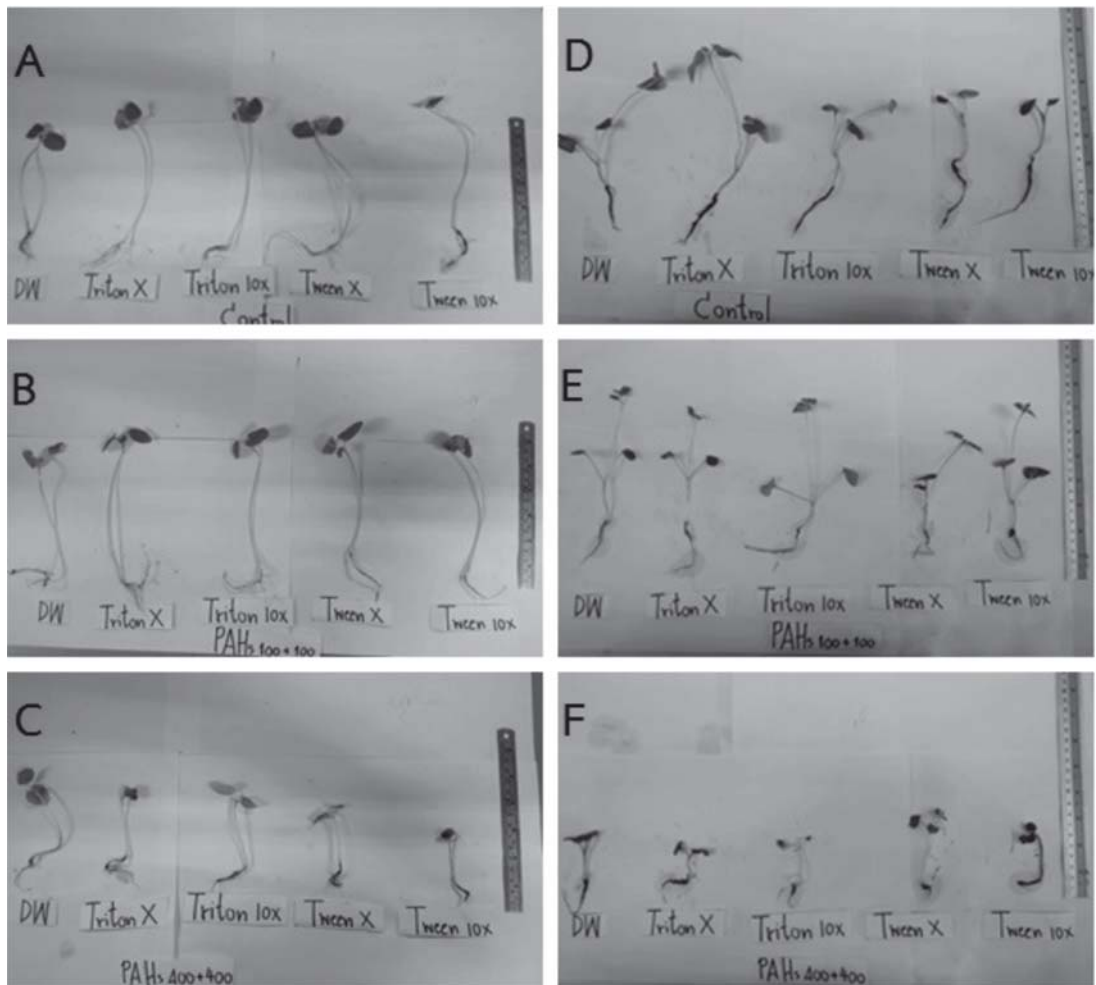 A
DW Triton X Triton 10x Tween X Tween 10x
Control
D
DW Triton X Triton 10x Tween X Tween 10x
Control
B
DW Triton X Triton 10x Tween X Tween 10x
PAHs 100+100
E
DW Triton X Triton 10x Tween X Tween 10x
PAHs 100+100
C
DW Triton X Triton 10x Tween X Tween 10x
PAHs 400+400
F
DW Triton X Triton 10x Tween X Tween 10x
PAHs 400+400